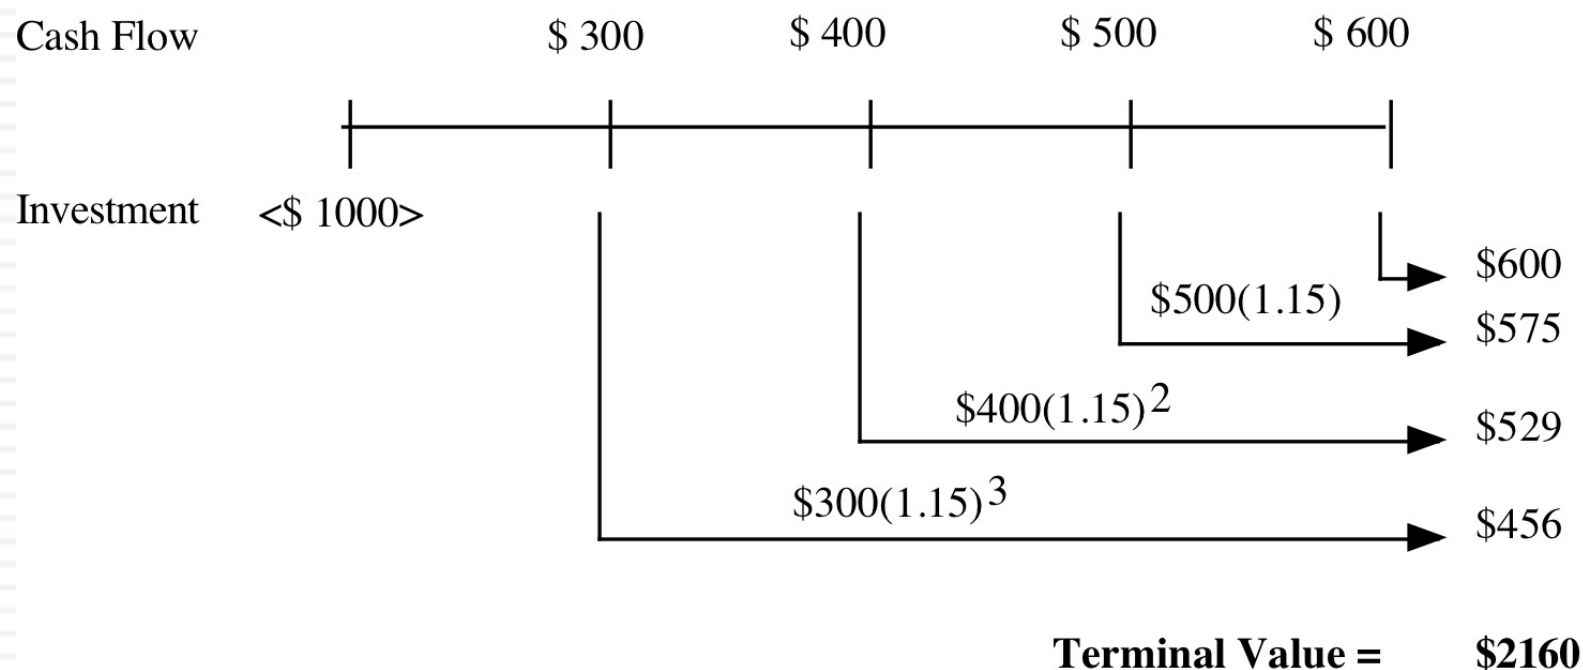 Cash Flow $ 300 $ 400 $ 500 $ 600
Investment <$ 1000>
$600
$500(1.15)
$575
$400(1.15)2
$529
$300(1.15)3
$456
Terminal Value = $2160